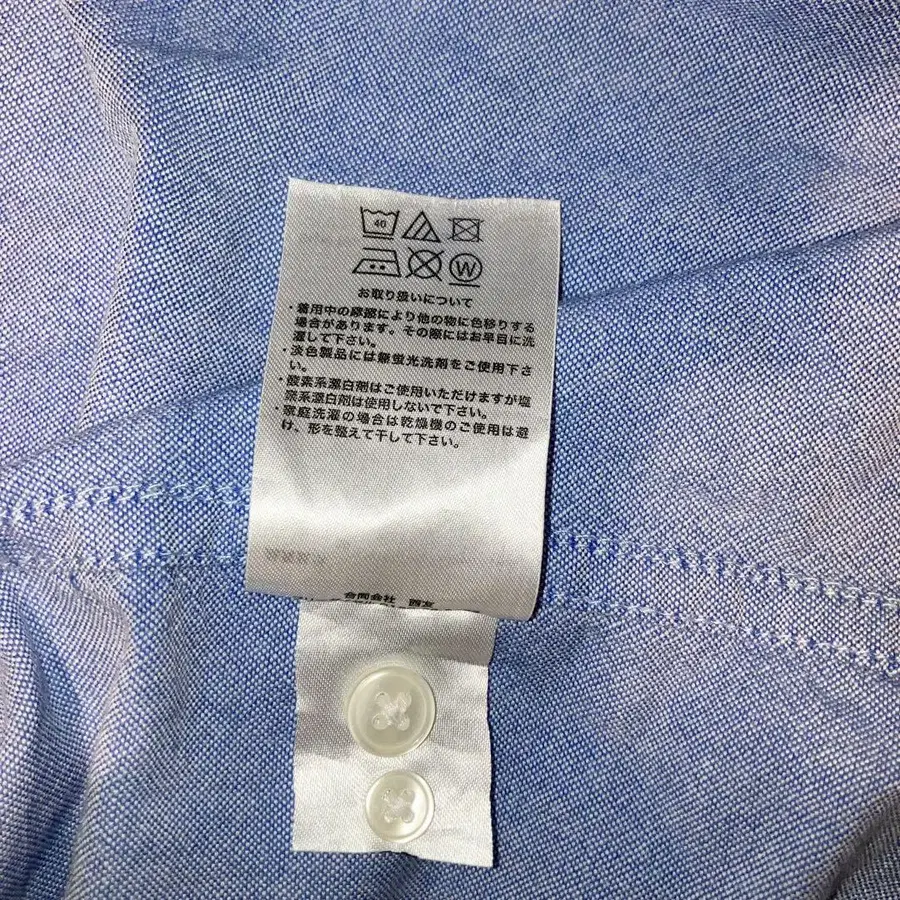 40
W
お取り扱いについて
・着用中の摩擦により他の物に色移りする
場合があります。その際にはお早目に洗
濯して下さい。
・淡色製品には無蛍光洗剤をご使用下さ
い。
・酸素系漂白剤はご使用いただけますが塩
素系漂白剤は使用しないで下さい。
・家庭洗濯の場合は乾燥機のご使用は避
け、形を整えて干して下さい。
合同会社 西友